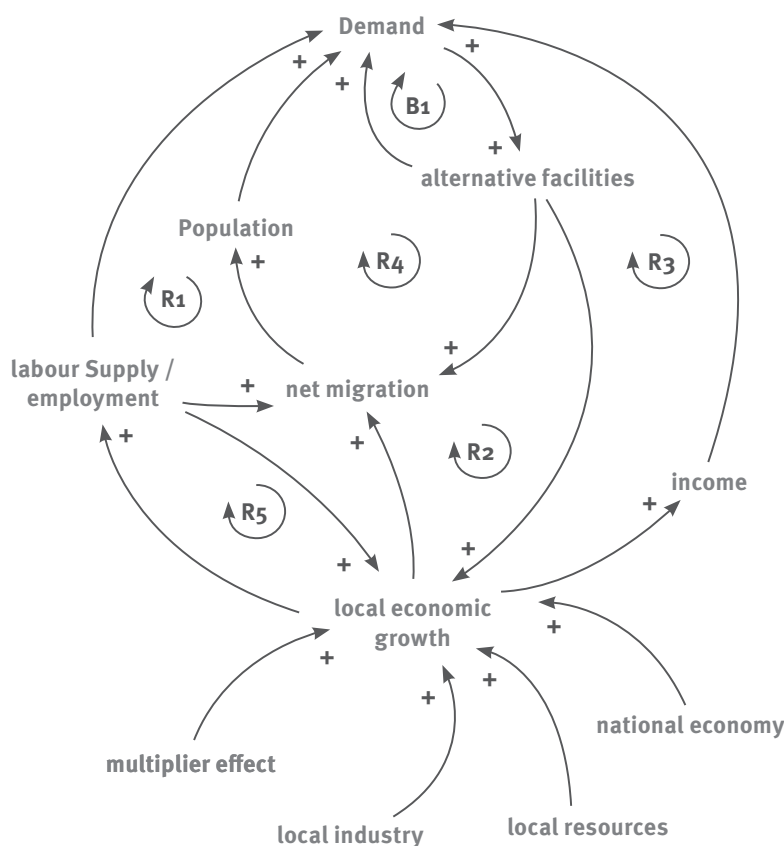 Demand
+
+
+
B1
+
alternative facilities
Population
+
R4
R3
R1
+
labour Supply /
employment
+
net migration
+
+
R2
income
+
R5
+
+
local economic
growth
+
+
+
+
national economy
multiplier effect
local industry
local resources